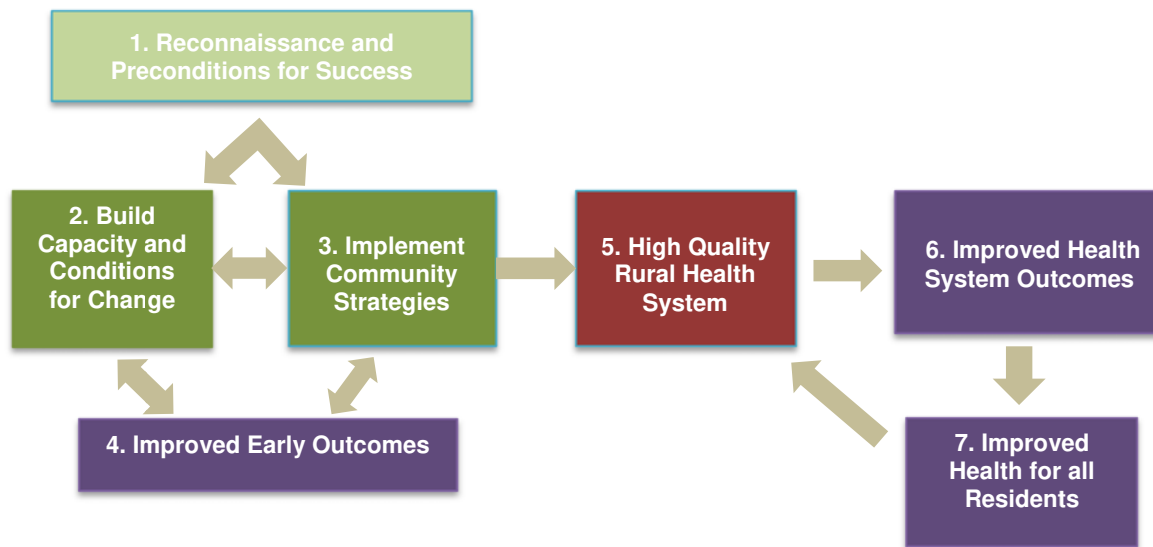 1. Reconnaissance and
Preconditions for Success
2. Build
Capacity and
Conditions
for Change
3. Implement
Community
Strategies
5. High Quality
Rural Health
System
6. Improved Health
System Outcomes
4. Improved Early Outcomes
7. Improved
Health for all
Residents